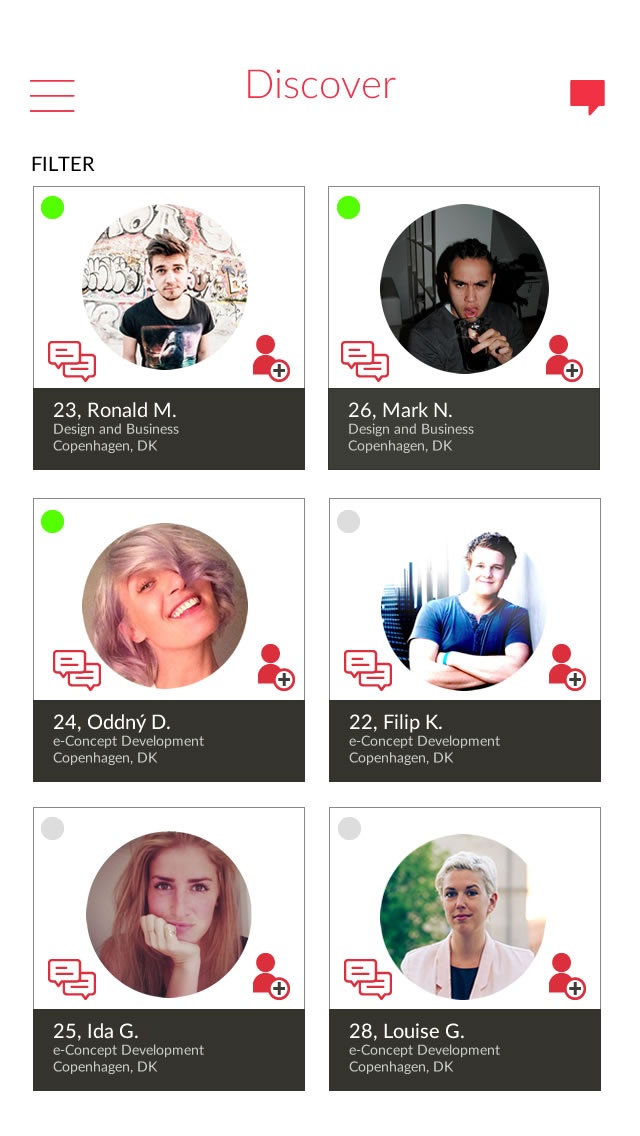 Discover
FILTER
23, Ronald M.
Design and Business
Copenhagen, DK
26, Mark N.
Design and Business
Copenhagen, DK
24, Oddný D.
e-Concept Development
Copenhagen, DK
22, Filip K.
e-Concept Development
Copenhagen, DK
25, Ida G.
e-Concept Development
Copenhagen, DK
28, Louise G.
e-Concept Development
Copenhagen, DK